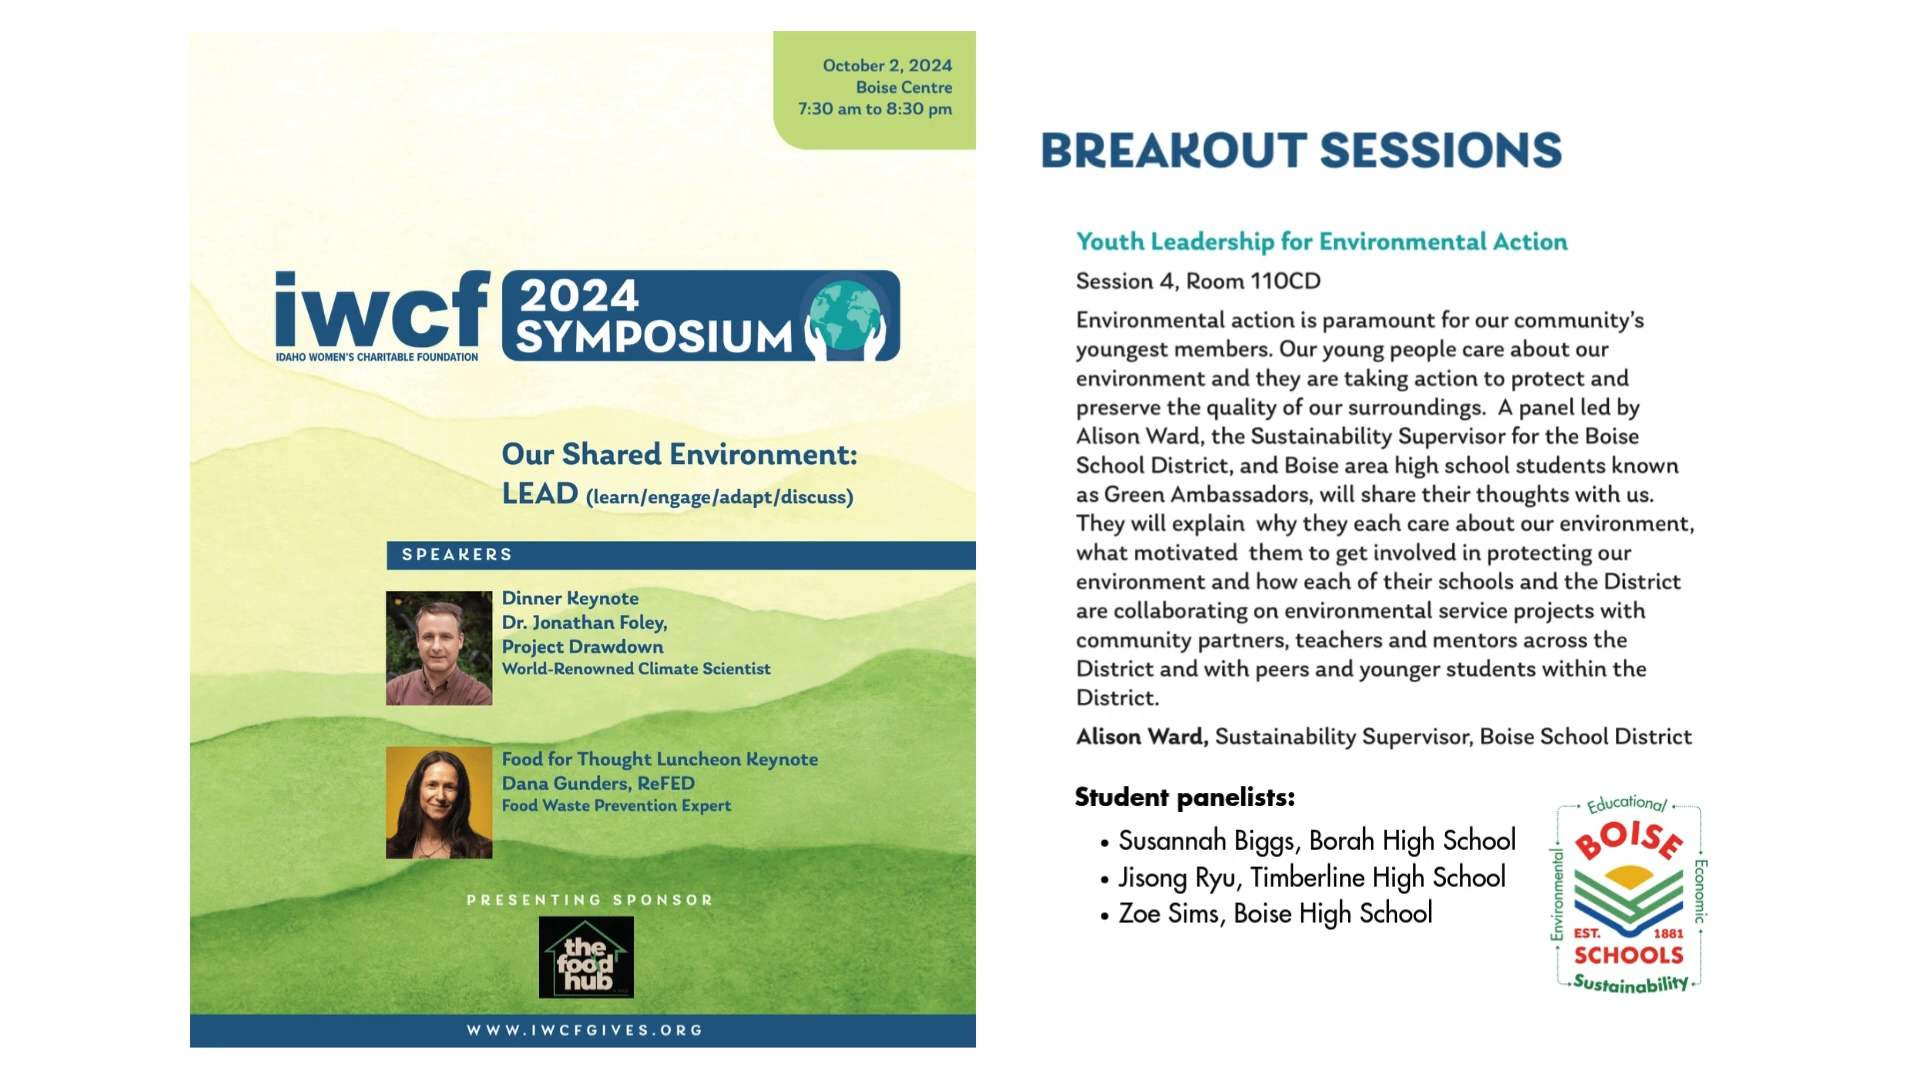 October 2, 2024
Boise Centre
7:30 am to 8:30 pm
iwcf
IDAHO WOMEN'S CHARITABLE FOUNDATION
2024
SYMPOSIUM
Our Shared Environment:
LEAD (learn/engage/adapt/discuss)
SPEAKERS
Dinner Keynote
Dr. Jonathan Foley,
Project Drawdown
World-Renowned Climate Scientist
Food for Thought Luncheon Keynote
Dana Gunders, ReFED
Food Waste Prevention Expert
PRESENTING SPONSOR
the
food
hub
WWW.IWCFGIVES.ORG
BREAKOUT SESSIONS
Youth Leadership for Environmental Action
Session 4, Room 110CD
Environmental action is paramount for our community's
youngest members. Our young people care about our
environment and they are taking action to protect and
preserve the quality of our surroundings. A panel led by
Alison Ward, the Sustainability Supervisor for the Boise
School District, and Boise area high school students known
as Green Ambassadors, will share their thoughts with us.
They will explain why they each care about our environment,
what motivated them to get involved in protecting our
environment and how each of their schools and the District
are collaborating on environmental service projects with
community partners, teachers and mentors across the
District and with peers and younger students within the
District.
Alison Ward, Sustainability Supervisor, Boise School District
Student panelists:
• Susannah Biggs, Borah High School
• Jisong Ryu, Timberline High School
• Zoe Sims, Boise High School
Educational
BOISE
Environmental
Economic
EST. 1881
SCHOOLS
Sustainability